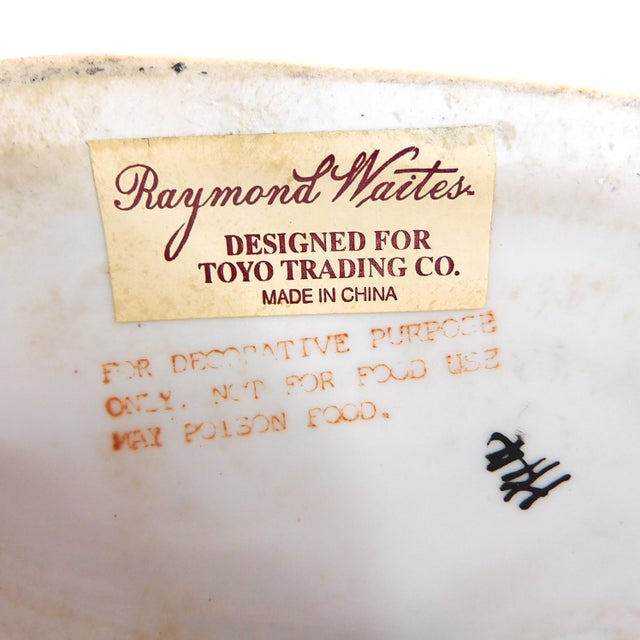 Raymond Waites
DESIGNED FOR
TOYO TRADING CO.
MADE IN CHINA
FOR DECORATIVE PURPOSE
ONLY. NOT FOR FOOD USE
MAY POISON FOOD.